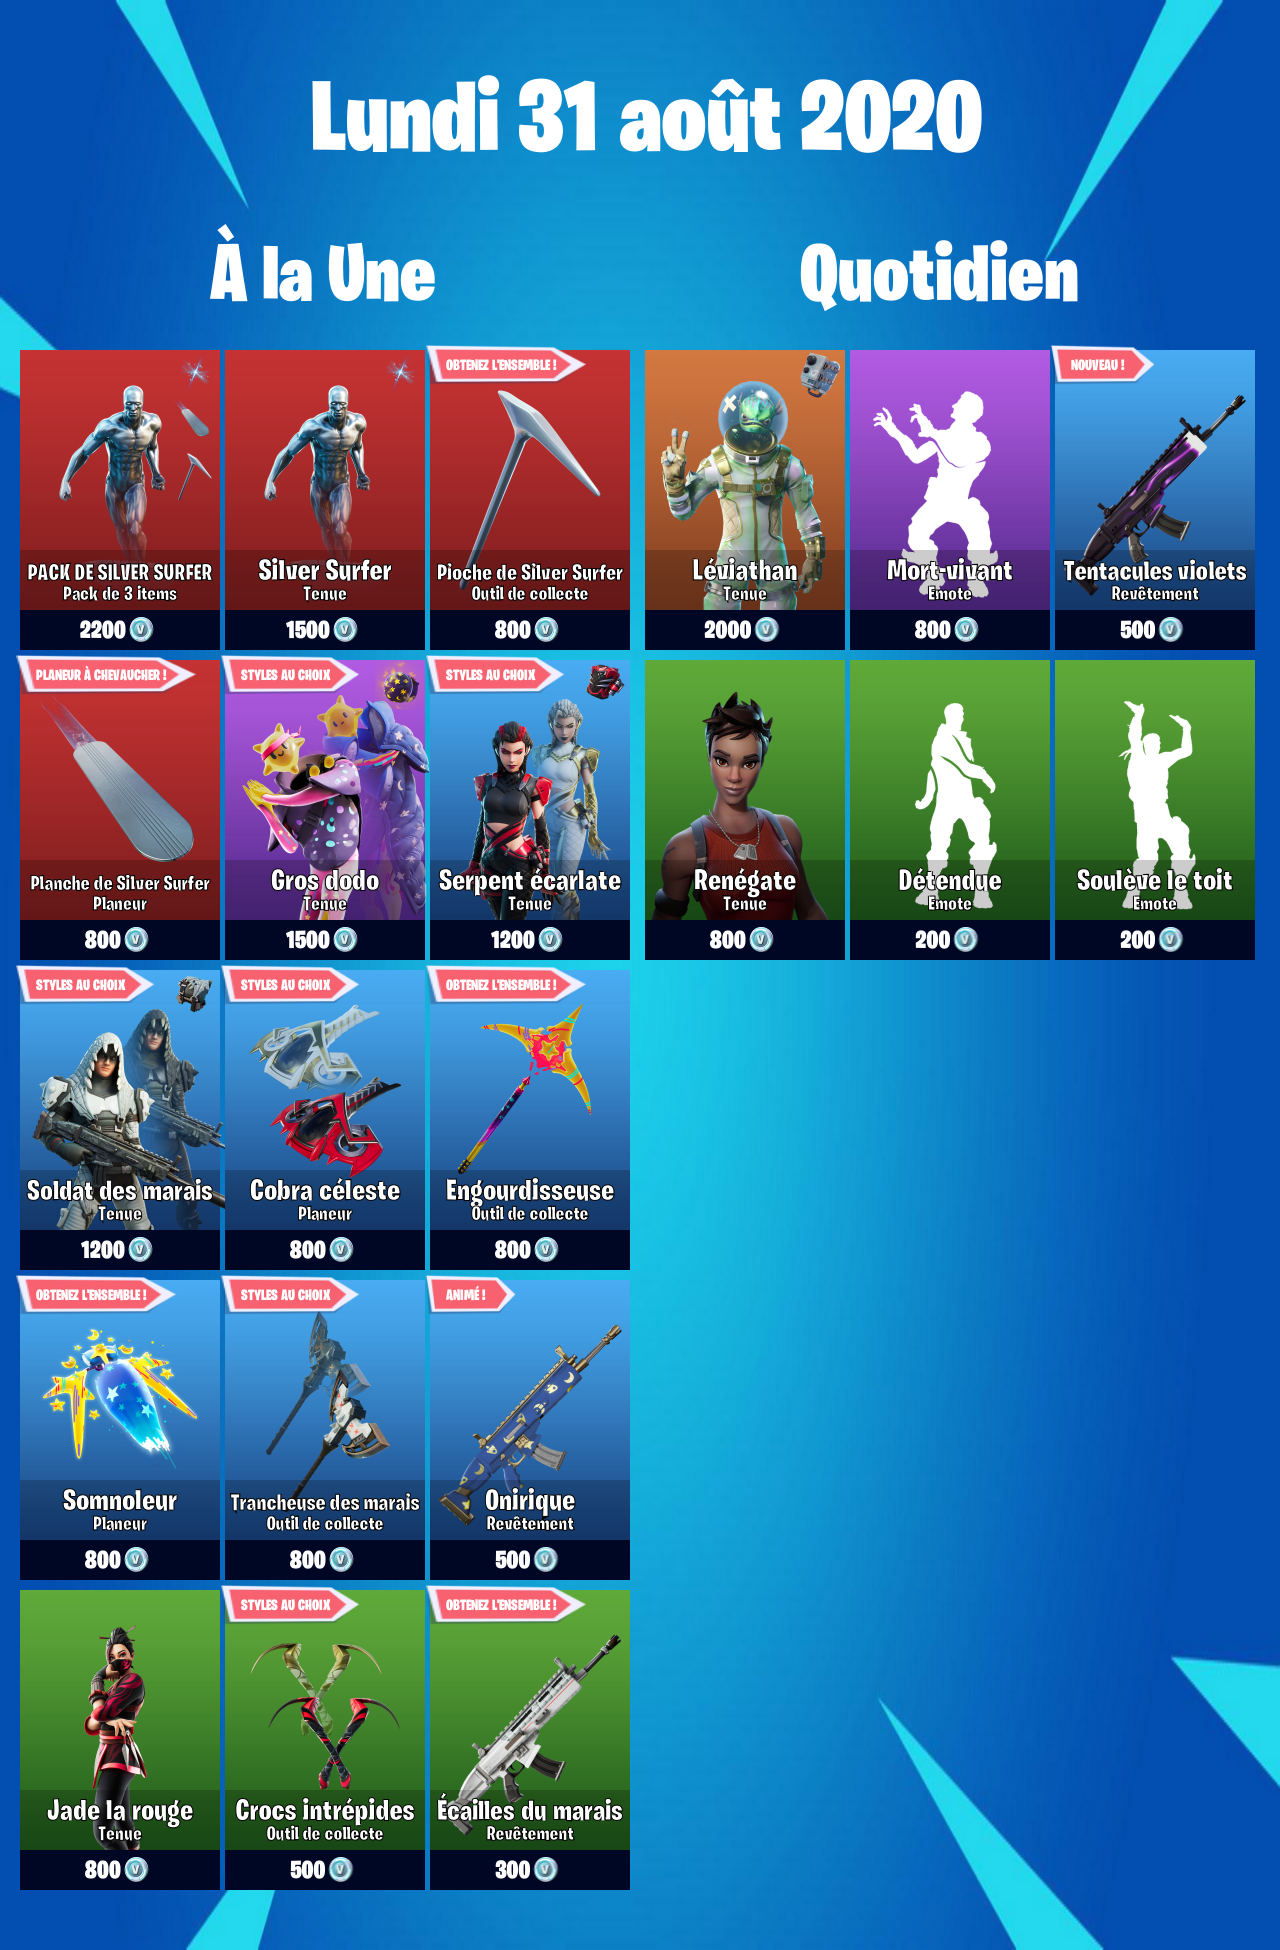 Lundi 31 août 2020
À la Une
PACK DE SILVER SURFER
Pack de 3 items
2200
Silver Surfer
Tenue
1500
OBTENEZ L'ENSEMBLE !
Pioche de Silver Surfer
Outil de collecte
800
PLANEUR À CHEVAUCHER !
Planche de Silver Surfer
Planeur
800
STYLES AU CHOIX
Gros dodo
Tenue
1500
STYLES AU CHOIX
Serpent écarlate
Tenue
1200
STYLES AU CHOIX
Soldat des marais
Tenue
1200
STYLES AU CHOIX
Cobra céleste
Planeur
800
OBTENEZ L'ENSEMBLE !
Engourdisseuse
Outil de collecte
800
OBTENEZ L'ENSEMBLE !
Somnoleur
Planeur
800
STYLES AU CHOIX
Trancheuse des marais
Outil de collecte
800
ANIMÉ !
Onirique
Revêtement
500
Jade la rouge
Tenue
800
STYLES AU CHOIX
Crocs intrépides
Outil de collecte
500
OBTENEZ L'ENSEMBLE !
Écailles du marais
Revêtement
300
Quotidien
Léviathan
Tenue
2000
Mort-vivant
Emote
800
NOUVEAU !
Tentacules violets
Revêtement
500
Renégate
Tenue
800
Détendue
Emote
200
Soulève le toit
Emote
200